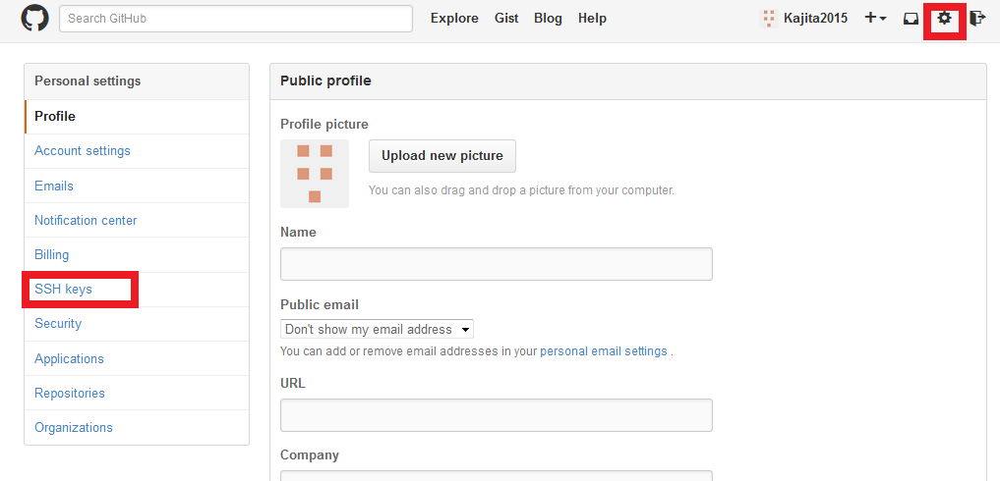 Search GitHub
Explore Gist Blog Help
Kajita2015
Personal settings
Profile
Account settings
Emails
Notification center
Billing
SSH keys
Security
Applications
Repositories
Organizations
Public profile
Profile picture
Upload new picture
You can also drag and drop a picture from your computer.
Name
Public email
Don't show my email address
You can add or remove email addresses in your personal email settings .
URL
Company